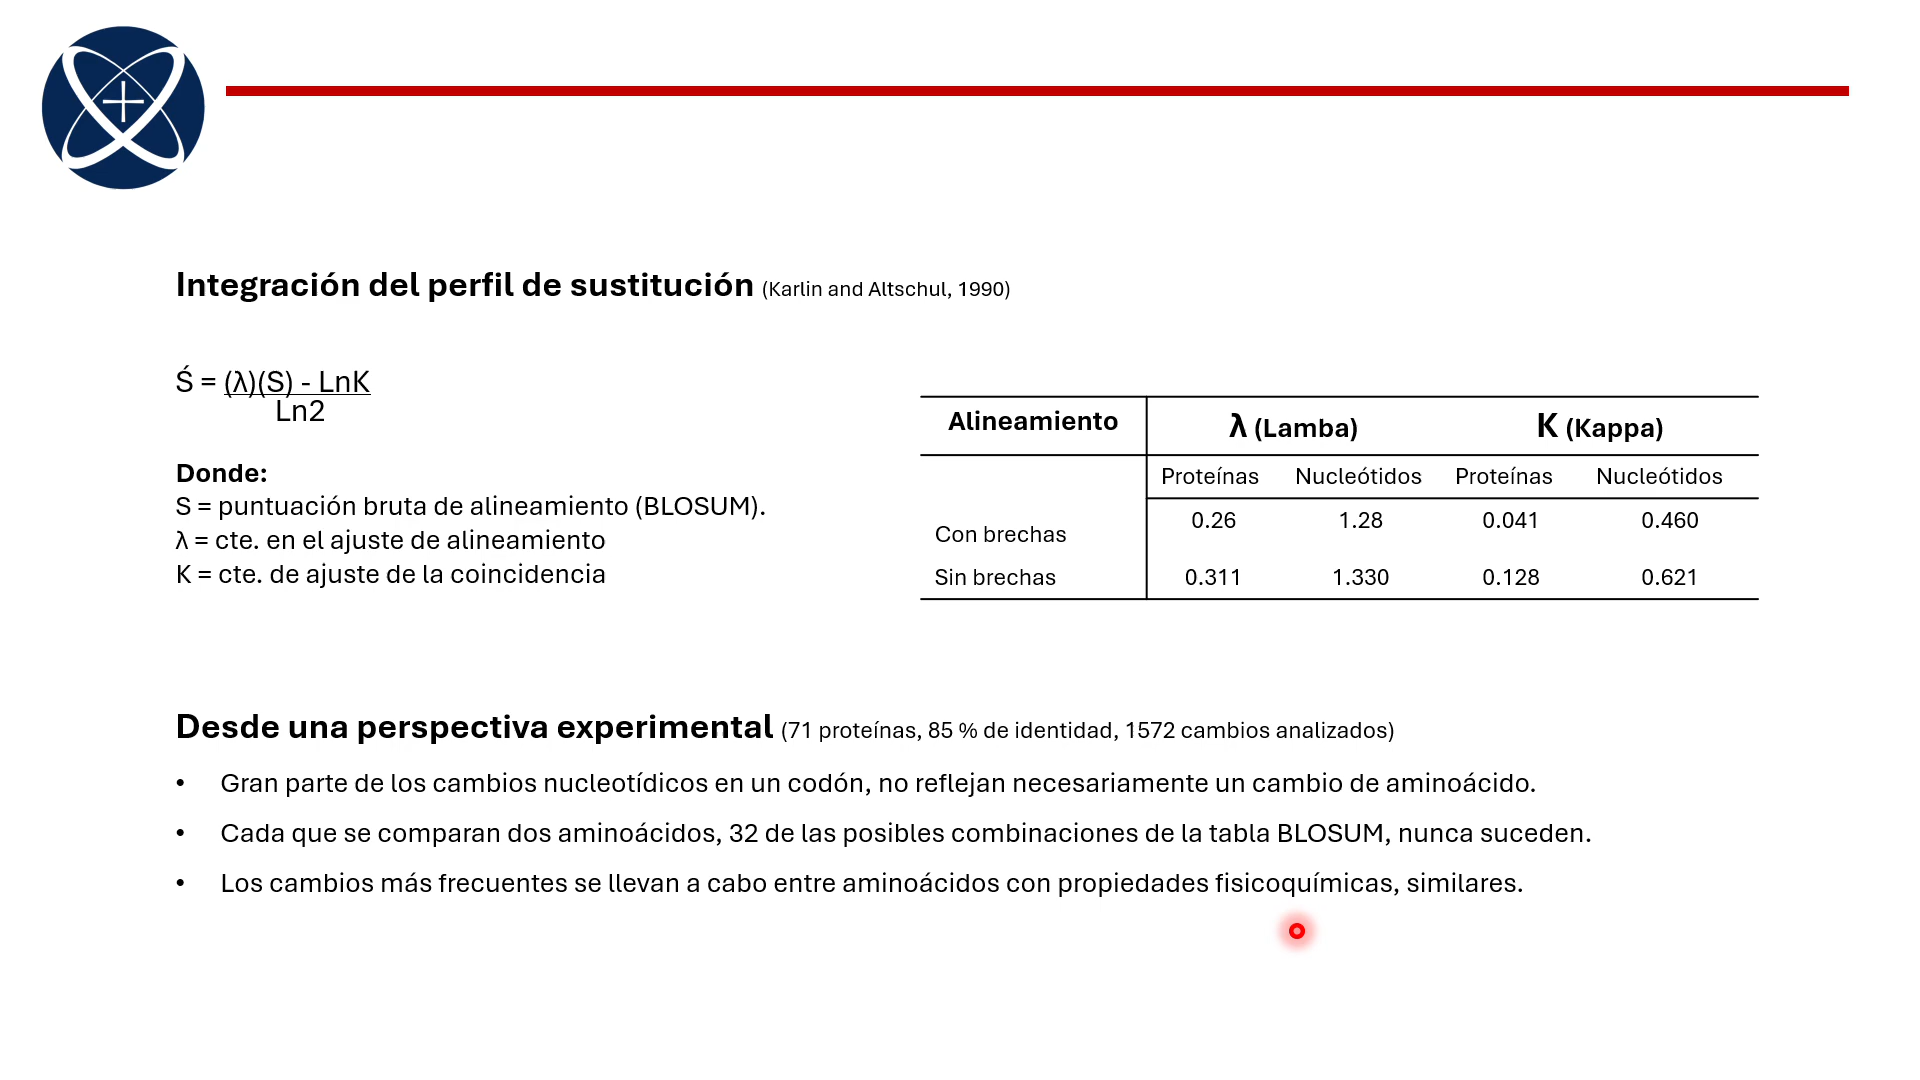 Integración del perfil de sustitución (Karlin and Altschul, 1990)
Ś = (λ)(S) - LnK
Ln2
Donde:
S = puntuación bruta de alineamiento (BLOSUM).
λ = cte. en el ajuste de alineamiento
K = cte. de ajuste de la coincidencia
Alineamiento λ (Lamba) K (Kappa)
Proteínas Nucleótidos Proteínas Nucleótidos
Con brechas 0.26 1.28 0.041 0.460
Sin brechas 0.311 1.330 0.128 0.621
Desde una perspectiva experimental (71 proteínas, 85 % de identidad, 1572 cambios analizados)
• Gran parte de los cambios nucleotídicos en un codón, no reflejan necesariamente un cambio de aminoácido.
• Cada que se comparan dos aminoácidos, 32 de las posibles combinaciones de la tabla BLOSUM, nunca suceden.
• Los cambios más frecuentes se llevan a cabo entre aminoácidos con propiedades fisicoquímicas, similares.